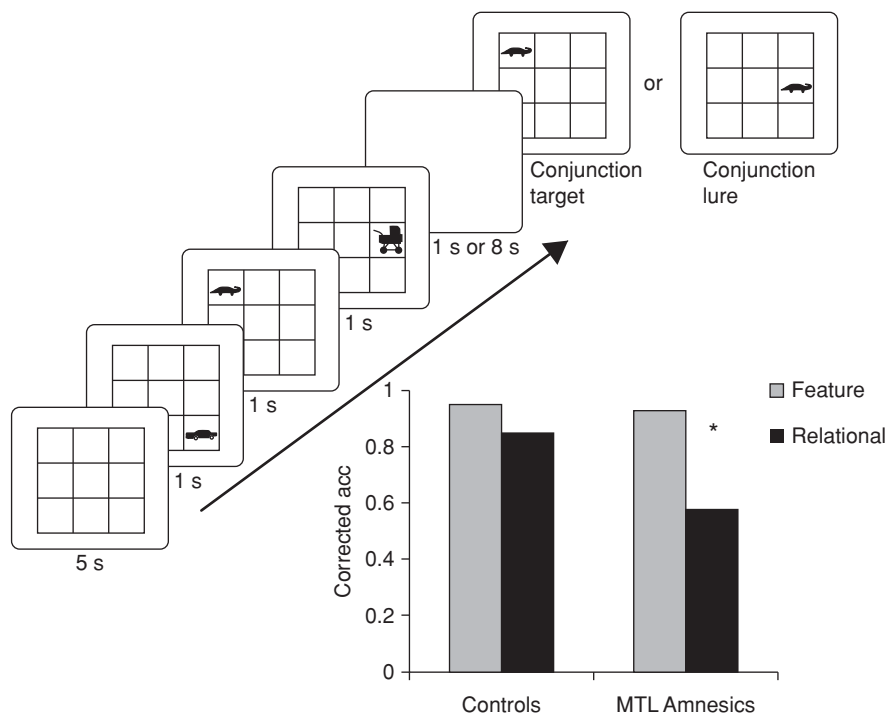 or
Conjunction
target
Conjunction
lure
1 s or 8 s
1 s
1 s
1 s
5 s
Corrected acc
1
0.8
0.6
0.4
0.2
0
*
Feature
Relational
Controls
MTL Amnesics